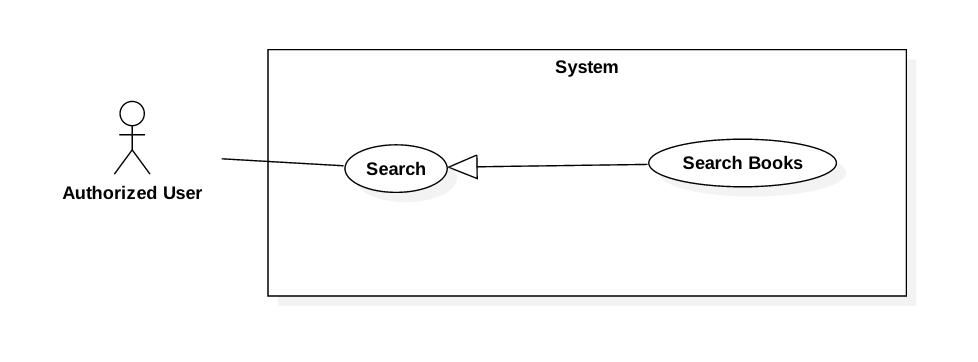 System
Authorized User
Search
Search Books